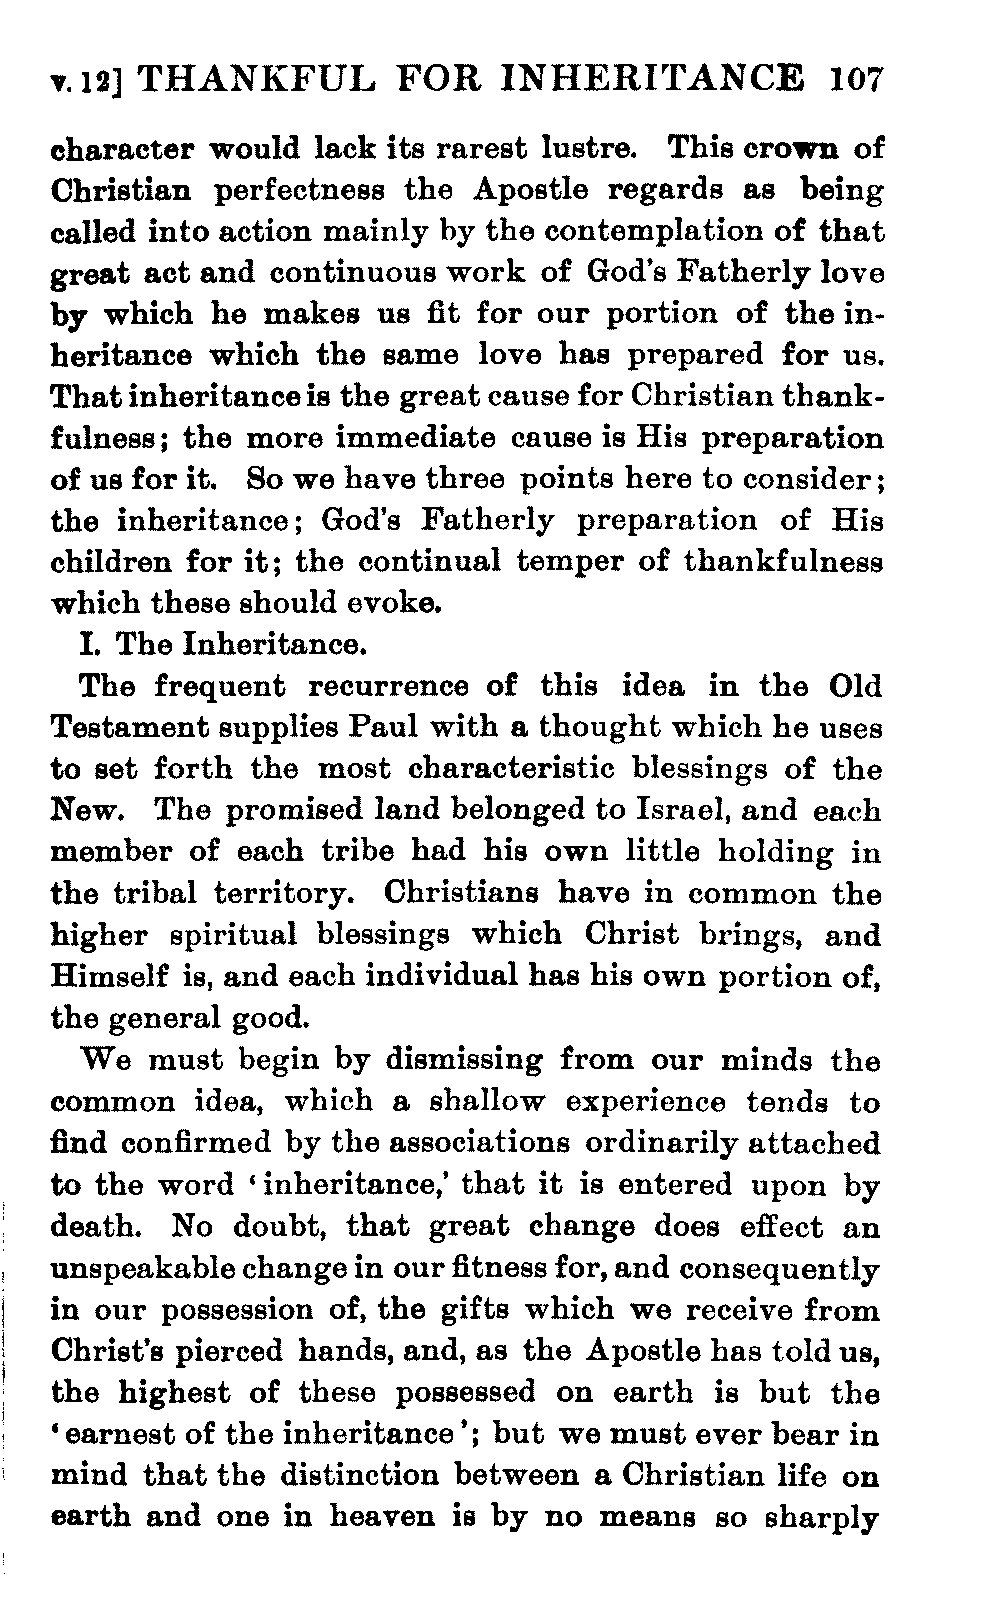 v. 12] THANKFUL FOR INHERITANCE 107
character would lack its rarest lustre. This crown of
Christian perfectness the Apostle regards as being
called into action mainly by the contemplation of that
great act and continuous work of God's Fatherly love
by which he makes us fit for our portion of the in-
heritance which the same love has prepared for us.
That inheritance is the great cause for Christian thank-
fulness; the more immediate cause is His preparation
of us for it. So we have three points here to consider;
the inheritance; God's Fatherly preparation of His
children for it; the continual temper of thankfulness
which these should evoke.
I. The Inheritance.
The frequent recurrence of this idea in the Old
Testament supplies Paul with a thought which he uses
to set forth the most characteristic blessings of the
New. The promised land belonged to Israel, and each
member of each tribe had his own little holding in
the tribal territory. Christians have in common the
higher spiritual blessings which Christ brings, and
Himself is, and each individual has his own portion of,
the general good.
We must begin by dismissing from our minds the
common idea, which a shallow experience tends to
find confirmed by the associations ordinarily attached
to the word 'inheritance,' that it is entered upon by
death. No doubt, that great change does effect an
unspeakable change in our fitness for, and consequently
in our possession of, the gifts which we receive from
Christ's pierced hands, and, as the Apostle has told us,
the highest of these possessed on earth is but the
'earnest of the inheritance'; but we must ever bear in
mind that the distinction between a Christian life on
earth and one in heaven is by no means so sharply